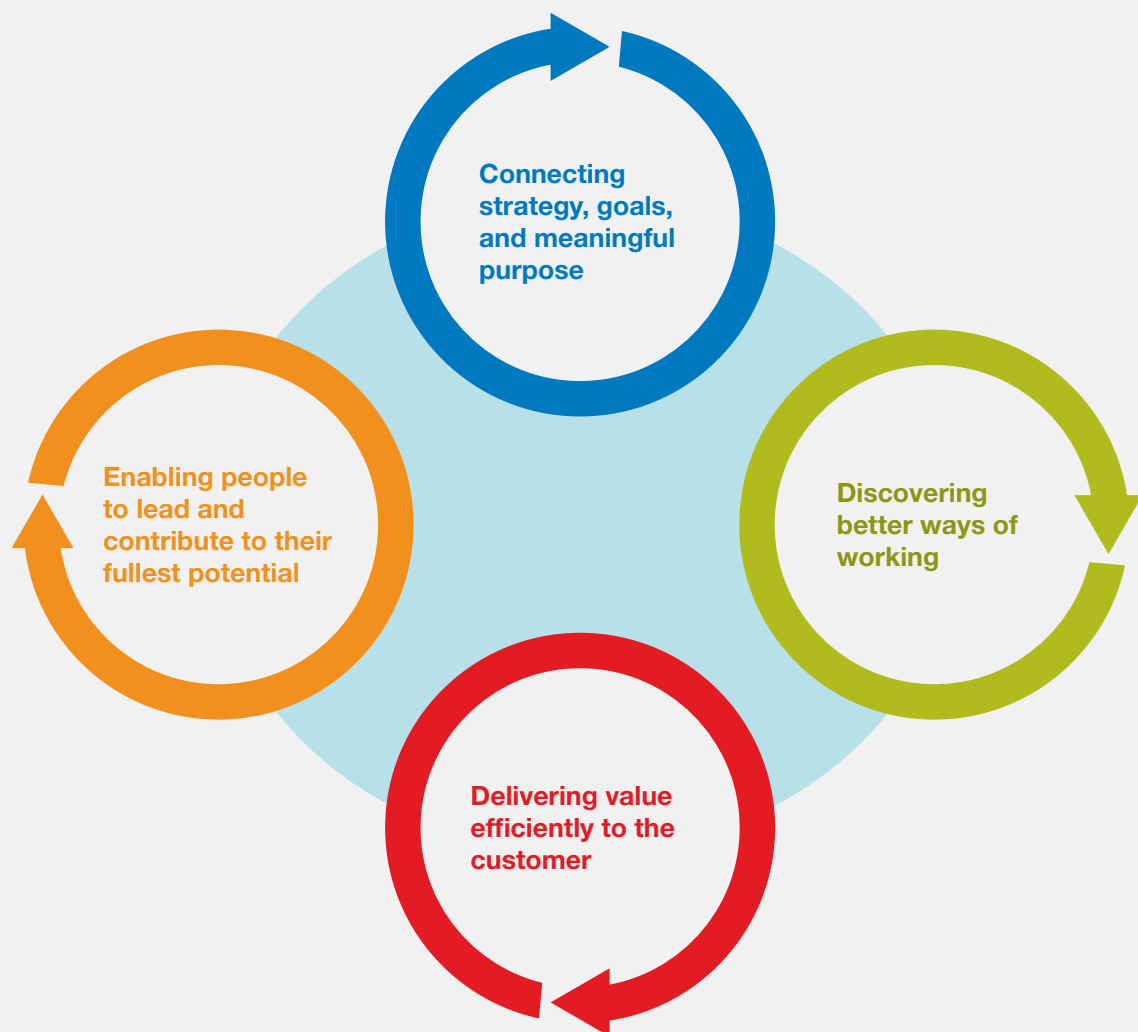 Connecting
strategy, goals,
and meaningful
purpose
Enabling people
to lead and
contribute to their
fullest potential
Discovering
better ways of
working
Delivering value
efficiently to the
customer